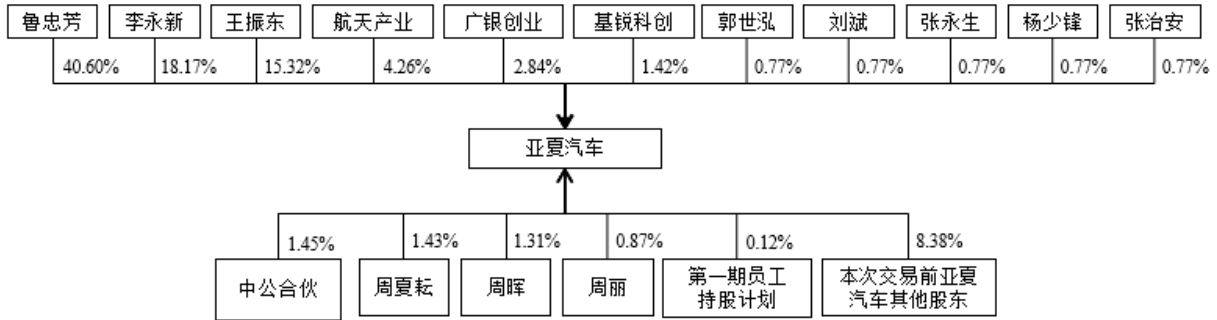 鲁忠芳 李永新 王振东 航天产业 广银创业 基锐科创 郭世泓 刘斌 张永生 杨少锋 张治安
40.60% 18.17% 15.32% 4.26% 2.84% 1.42% 0.77% 0.77% 0.77% 0.77% 0.77%
亚夏汽车
1.45% 1.43% 1.31% 0.87% 0.12% 8.38%
中公合伙 周夏耘 周晖 周丽
第一期员工
持股计划
本次交易前亚夏
汽车其他股东